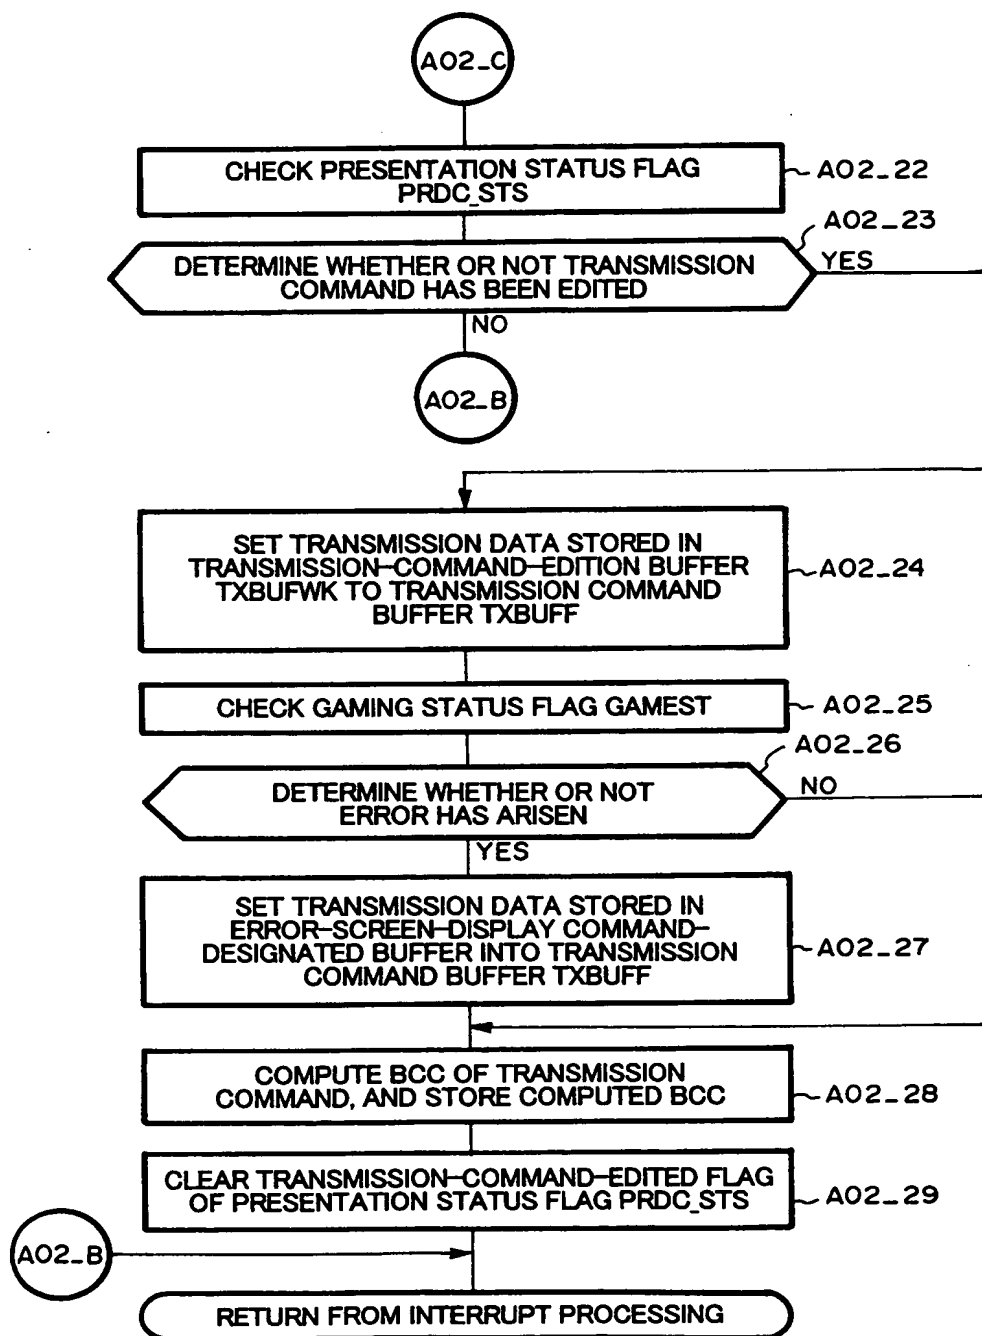 A02_C
CHECK PRESENTATION STATUS FLAG
PRDC_STS
A02_22
A02_23
DETERMINE WHETHER OR NOT TRANSMISSION
COMMAND HAS BEEN EDITED
YES
NO
A02_B
SET TRANSMISSION DATA STORED IN
TRANSMISSION-COMMAND-EDITION BUFFER
TXBUFWK TO TRANSMISSION COMMAND
BUFFER TXBUFF
A02_24
CHECK GAMING STATUS FLAG GAMEST
A02_25
A02_26
DETERMINE WHETHER OR NOT
ERROR HAS ARISEN
NO
YES
SET TRANSMISSION DATA STORED IN
ERROR-SCREEN-DISPLAY COMMAND-
DESIGNATED BUFFER INTO TRANSMISSION
COMMAND BUFFER TXBUFF
A02_27
COMPUTE BCC OF TRANSMISSION
COMMAND, AND STORE COMPUTED BCC
A02_28
CLEAR TRANSMISSION-COMMAND-EDITED FLAG
OF PRESENTATION STATUS FLAG PRDC_STS
A02_29
A02_B
RETURN FROM INTERRUPT PROCESSING